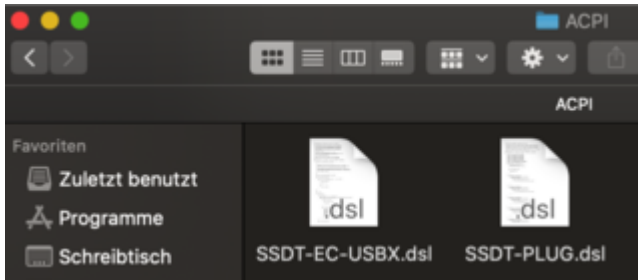 ACPI
ACPI
Favoriten
Zuletzt benutzt
Programme
Schreibtisch
.dsl
.dsl
SSDT-EC-USBX.dsl
SSDT-PLUG.dsl